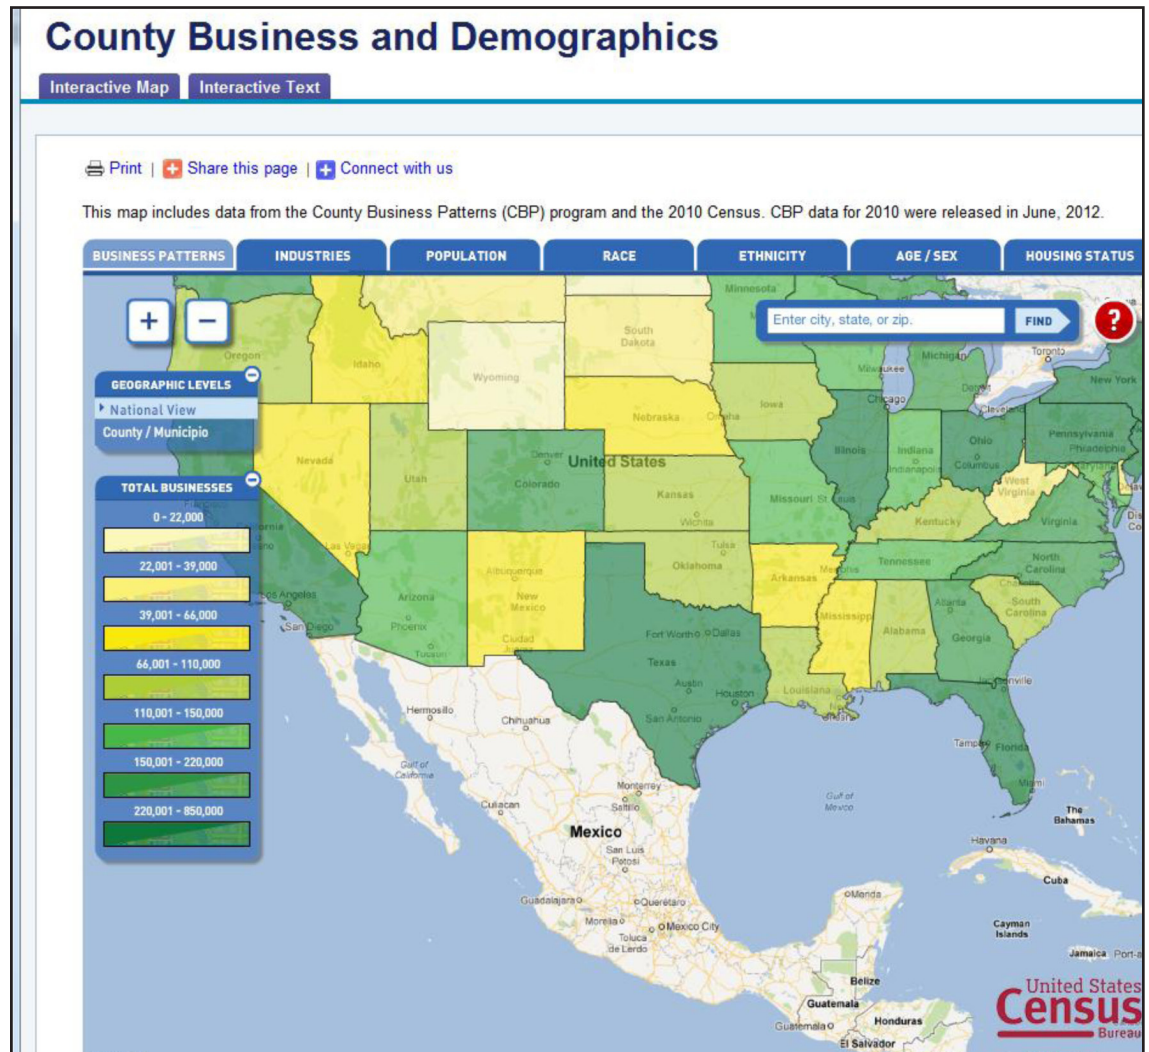 County Business and Demographics
Interactive Map Interactive Text
Print | Share this page | Connect with us
This map includes data from the County Business Patterns (CBP) program and the 2010 Census. CBP data for 2010 were released in June, 2012.
BUSINESS PATTERNS INDUSTRIES POPULATION RACE ETHNICITY AGE / SEX HOUSING STATUS
+ −
Enter city, state, or zip. FIND ?
GEOGRAPHIC LEVELS
National View
County / Municipio
TOTAL BUSINESSES
0 - 22,000
22,001 - 39,000
39,001 - 66,000
66,001 - 110,000
110,001 - 150,000
150,001 - 220,000
220,001 - 850,000
Minnesota
South
Dakota
Oregon
Idaho
Wyoming
Michigan
Toronto
Milwaukee
Detroit
New York
Nebraska
Omaha
Iowa
Chicago
Cleveland
Nevada
Utah
Denver
Colorado
United States
Illinois
Indiana
Indianapolis
Ohio
Columbus
Pennsylvania
Philadelphia
Maryland
Kansas
Wichita
Missouri
St. Louis
West
Virginia
Kentucky
Virginia
Las Vegas
Tulsa
Oklahoma
Tennessee
North
Carolina
Charlotte
Los Angeles
Albuquerque
Arkansas
Memphis
Arizona
New
Mexico
Atlanta
South
Carolina
San Diego
Phoenix
Mississippi
Alabama
Georgia
Tucson
Ciudad
Juarez
Fort Worth
Dallas
Texas
Austin
Houston
San Antonio
Louisiana
Jacksonville
Hermosillo
Chihuahua
Tampa
Florida
Gulf of
California
Monterrey
Miami
Culiacan
Saltillo
Gulf of
Mexico
The
Bahamas
Mexico
San Luis
Potosi
Havana
Cuba
Guadalajara
Querétaro
Merida
Morelia
Mexico City
Toluca
de Lerdo
Cayman
Islands
Jamaica
Belize
Guatemala
Guatemala
Honduras
El Salvador
United States
Census
Bureau